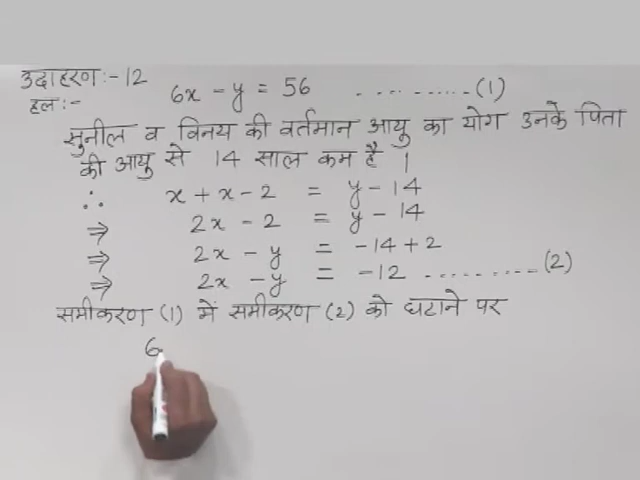 उदाहरण:-12
हल:-
6x - y = 56 ............(1)
सुनील व विनय की वर्तमान आयु का योग उनके पिता
की आयु से 14 साल कम है।
∴ x + x - 2 = y - 14
⇒ 2x - 2 = y - 14
⇒ 2x - y = -14 + 2
⇒ 2x - y = -12 ..........(2)
समीकरण (1) में समीकरण (2) को घटाने पर
6